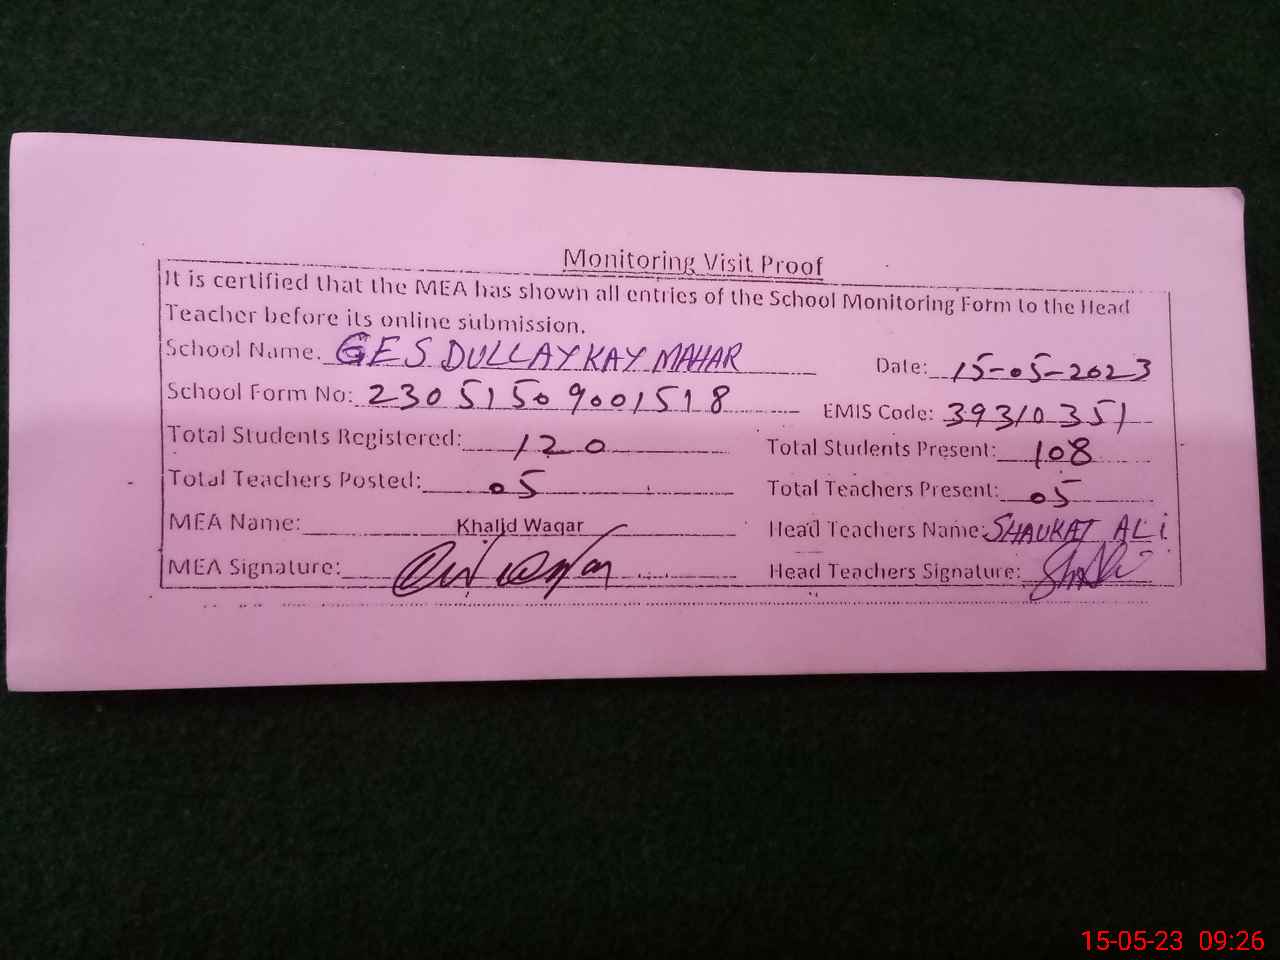 Monitoring Visit Proof
It is certified that the MEA has shown all entries of the School Monitoring Form to the Head
Teacher before its online submission.
School Name. GES DULLAY KAY MAHAR Date: 15-05-2023
School Form No: 23051509001518 EMIS Code: 39310351
Total Students Registered: 120 Total Students Present: 108
Total Teachers Posted: 05 Total Teachers Present: 05
MEA Name: Khalid Waqar Head Teachers Name: SHAUKAT ALi
MEA Signature: Head Teachers Signature:
15-05-23 09:26